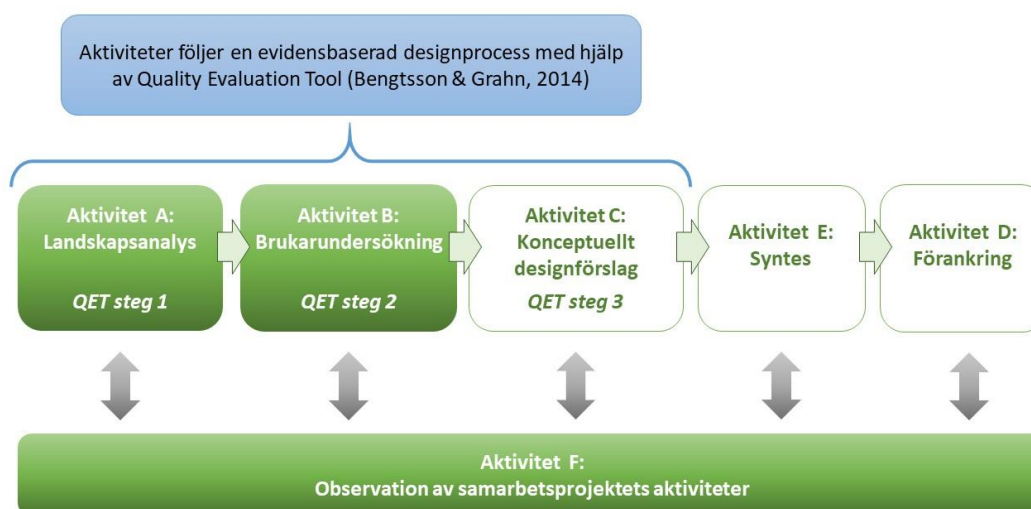 Aktiviteter följer en evidensbaserad designprocess med hjälp
av Quality Evaluation Tool (Bengtsson & Grahn, 2014)
Aktivitet A:
Landskapsanalys
QET steg 1
Aktivitet B:
Brukarundersökning
QET steg 2
Aktivitet C:
Konceptuellt
designförslag
QET steg 3
Aktivitet E:
Syntes
Aktivitet D:
Förankring
Aktivitet F:
Observation av samarbetsprojektets aktiviteter